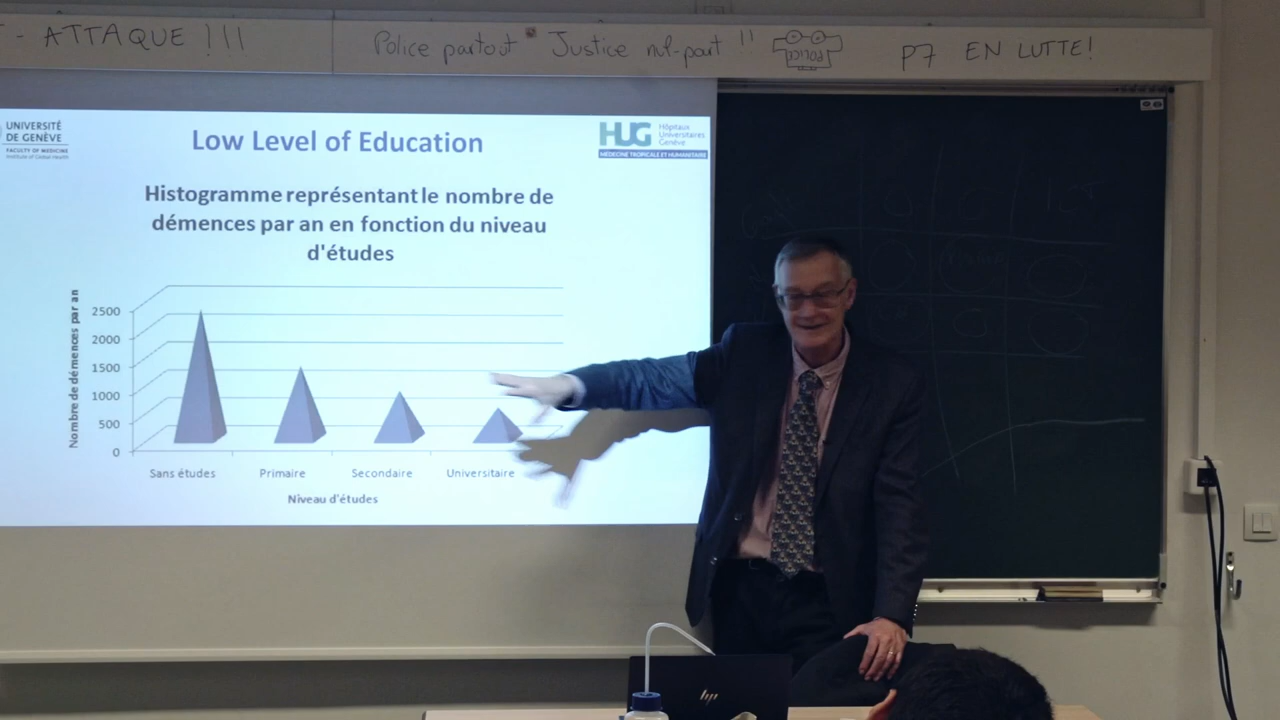 - ATTAQUE !!!
Police partout Justice nul-part !!
POLICE
P7 EN LUTTE!
UNIVERSITÉ
DE GENÈVE
FACULTY OF MEDICINE
Institute of Global Health
Low Level of Education
HUG
Hôpitaux
Universitaires
Genève
MÉDECINE TROPICALE ET HUMANITAIRE
Histogramme représentant le nombre de
démences par an en fonction du niveau
d'études
Nombre de démences par an
2500
2000
1500
1000
500
0
Sans études Primaire Secondaire Universitaire
Niveau d'études
hp